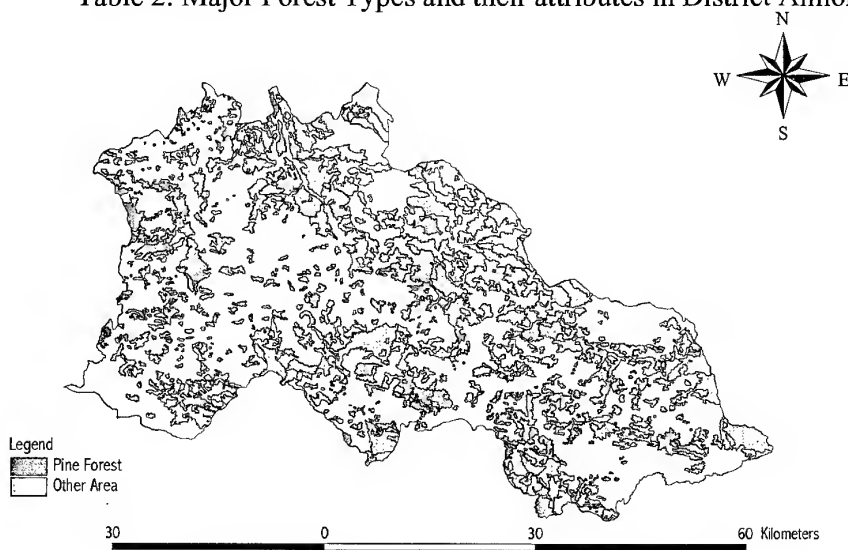 Table 2: Major Forest Types and their attributes in District
N
W E
S
Legend
Pine Forest
Other Area
30 0 30 60 Kilometers